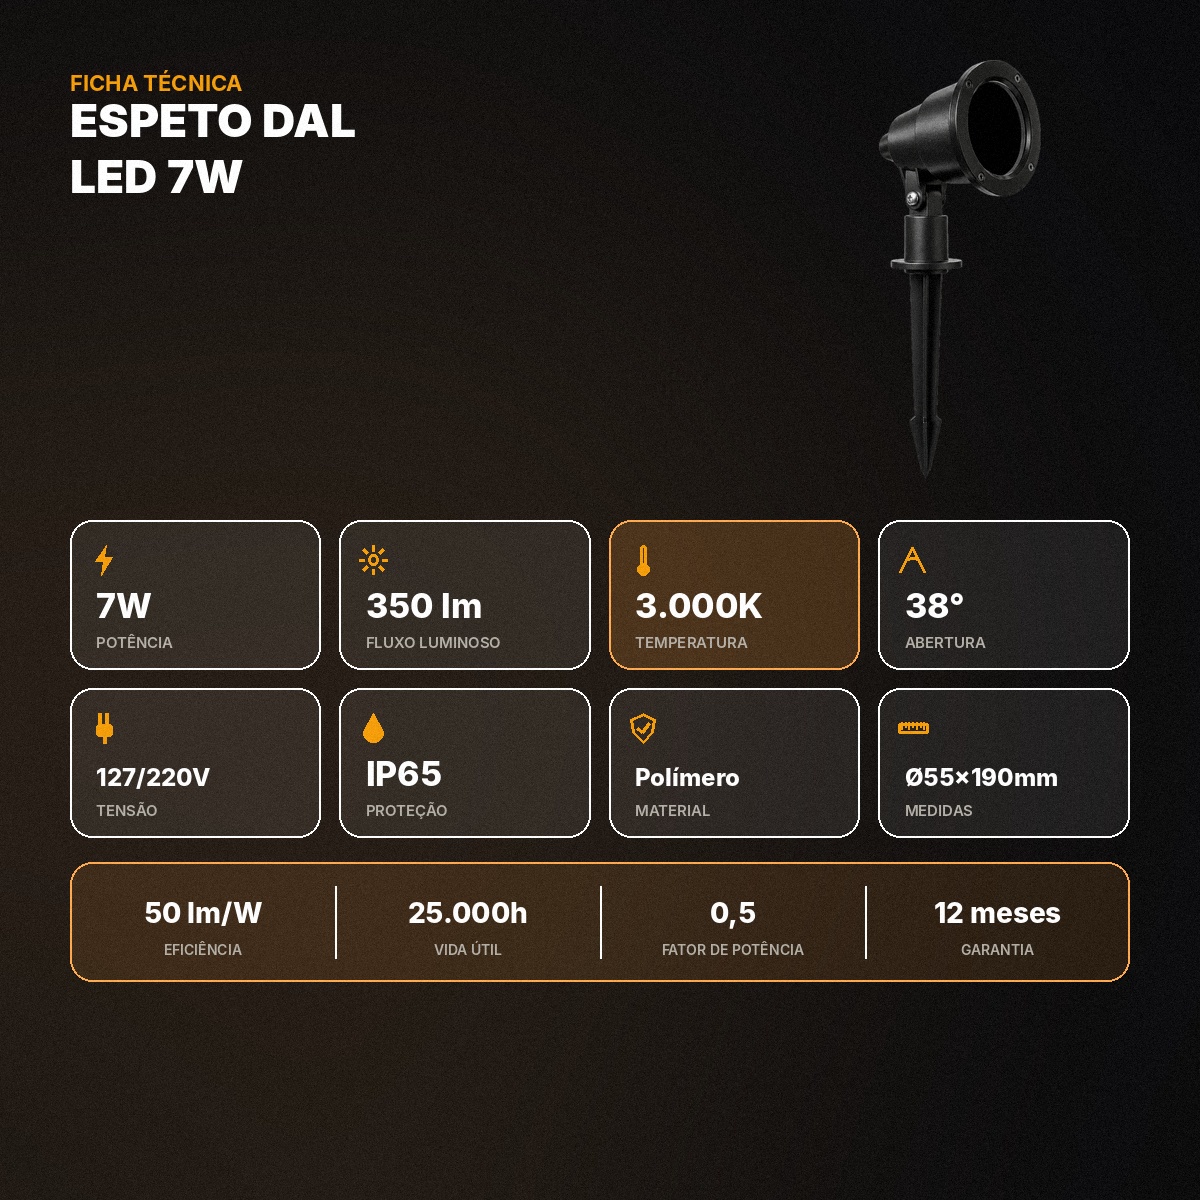 FICHA TÉCNICA
ESPETO DAL
LED 7W
7W
POTÊNCIA
350 lm
FLUXO LUMINOSO
3.000K
TEMPERATURA
38°
ABERTURA
127/220V
TENSÃO
IP65
PROTEÇÃO
Polímero
MATERIAL
Ø55×190mm
MEDIDAS
50 lm/W
EFICIÊNCIA
25.000h
VIDA ÚTIL
0,5
FATOR DE POTÊNCIA
12 meses
GARANTIA